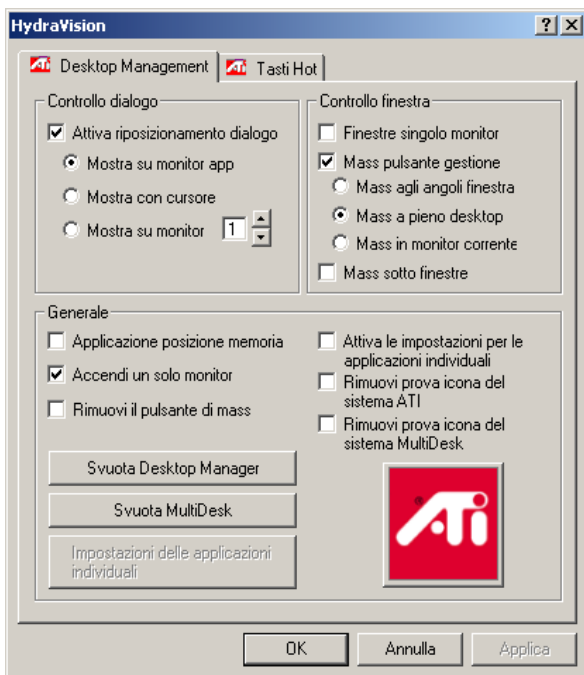 HydraVision
Desktop Management
Tasti Hot
Controllo dialogo
Attiva riposizionamento dialogo
Mostra su monitor app
Mostra con cursore
Mostra su monitor 1
Controllo finestra
Finestre singolo monitor
Mass pulsante gestione
Mass agli angoli finestra
Mass a pieno desktop
Mass in monitor corrente
Mass sotto finestre
Generale
Applicazione posizione memoria
Accendi un solo monitor
Rimuovi il pulsante di mass
Attiva le impostazioni per le
applicazioni individuali
Rimuovi prova icona del
sistema ATI
Rimuovi prova icona del
sistema MultiDesk
Svuota Desktop Manager
Svuota MultiDesk
Impostazioni delle applicazioni
individuali
ATi
OK
Annulla
Applica